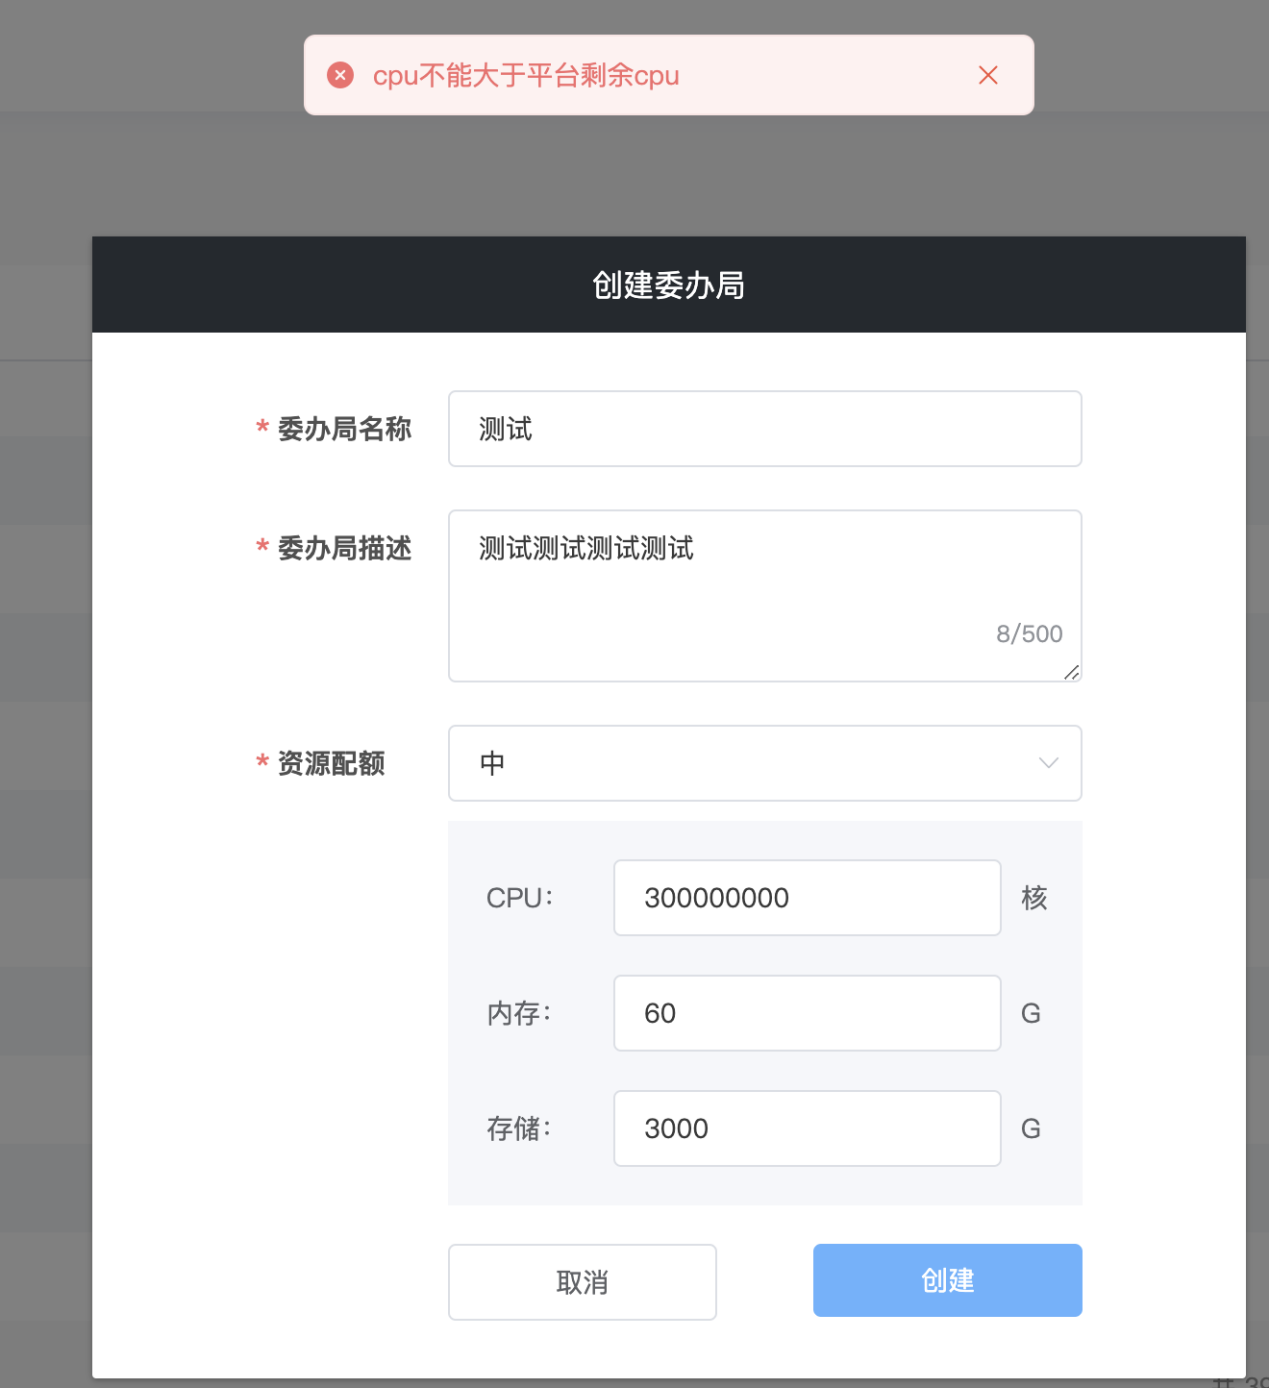 cpu不能大于平台剩余cpu
创建委办局
* 委办局名称 测试
* 委办局描述 测试测试测试测试
8/500
* 资源配额 中
CPU: 300000000 核
内存: 60 G
存储: 3000 G
取消 创建